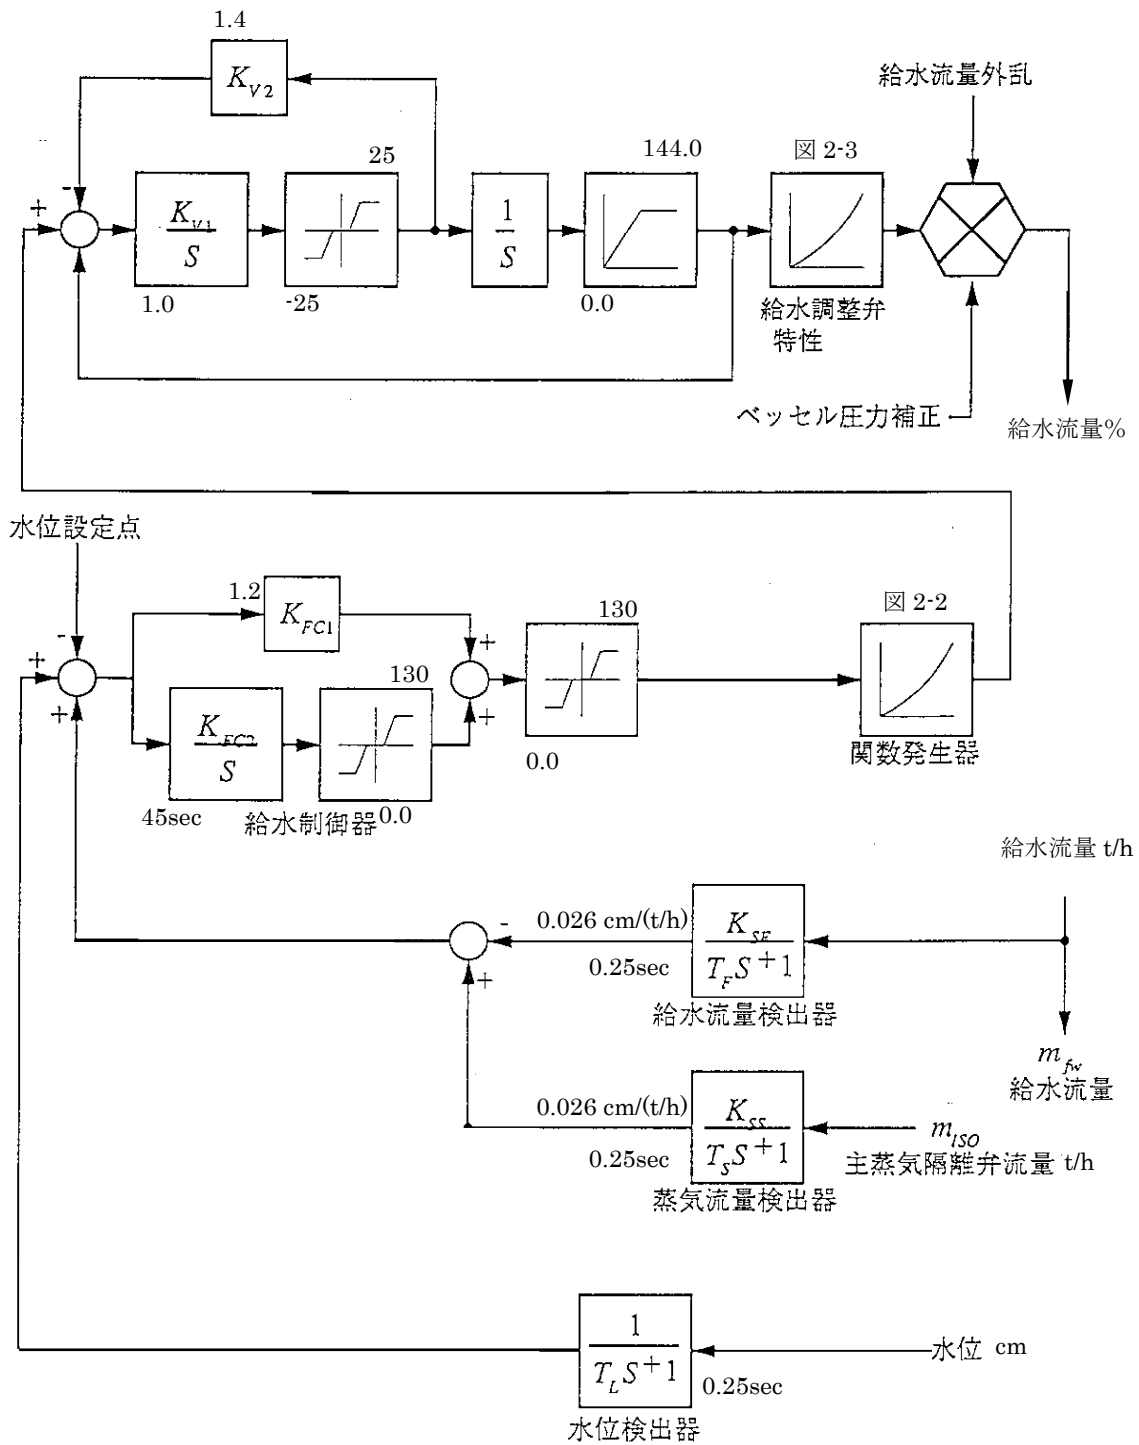 1.4
K_V2
給水流量外乱
25
144.0
図 2-3
-
+
K_V1
S
1
S
1.0
-25
0.0
給水調整弁
特性
ベッセル圧力補正
給水流量%
水位設定点
1.2
K_FC1
130
図 2-2
-
+
+
+
130
+
K_FC2
S
0.0
関数発生器
45sec
給水制御器
0.0
給水流量 t/h
0.026 cm/(t/h)
-
K_SF
T_F S+1
0.25sec
+
給水流量検出器
m_fw
給水流量
0.026 cm/(t/h)
K_SS
T_S S+1
m_ISO
0.25sec
主蒸気隔離弁流量 t/h
蒸気流量検出器
1
T_L S+1
水位 cm
0.25sec
水位検出器